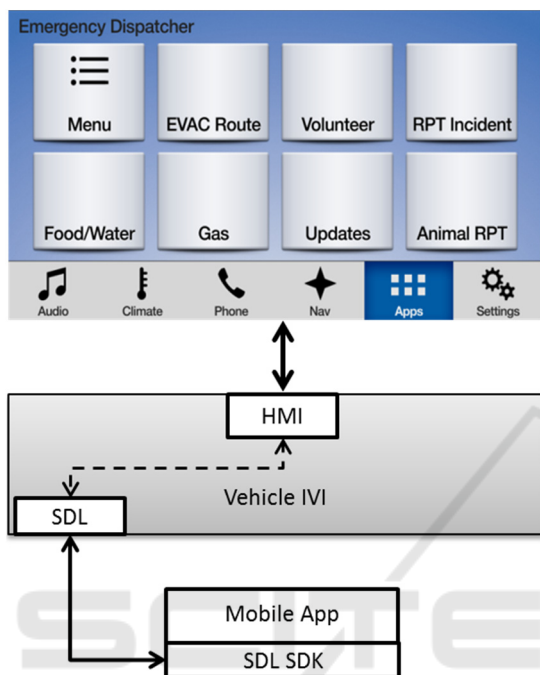 Emergency Dispatcher
Menu EVAC Route Volunteer RPT Incident
Food/Water Gas Updates Animal RPT
Audio Climate Phone Nav Apps Settings
HMI
Vehicle IVI
SDL
Mobile App
SDL SDK